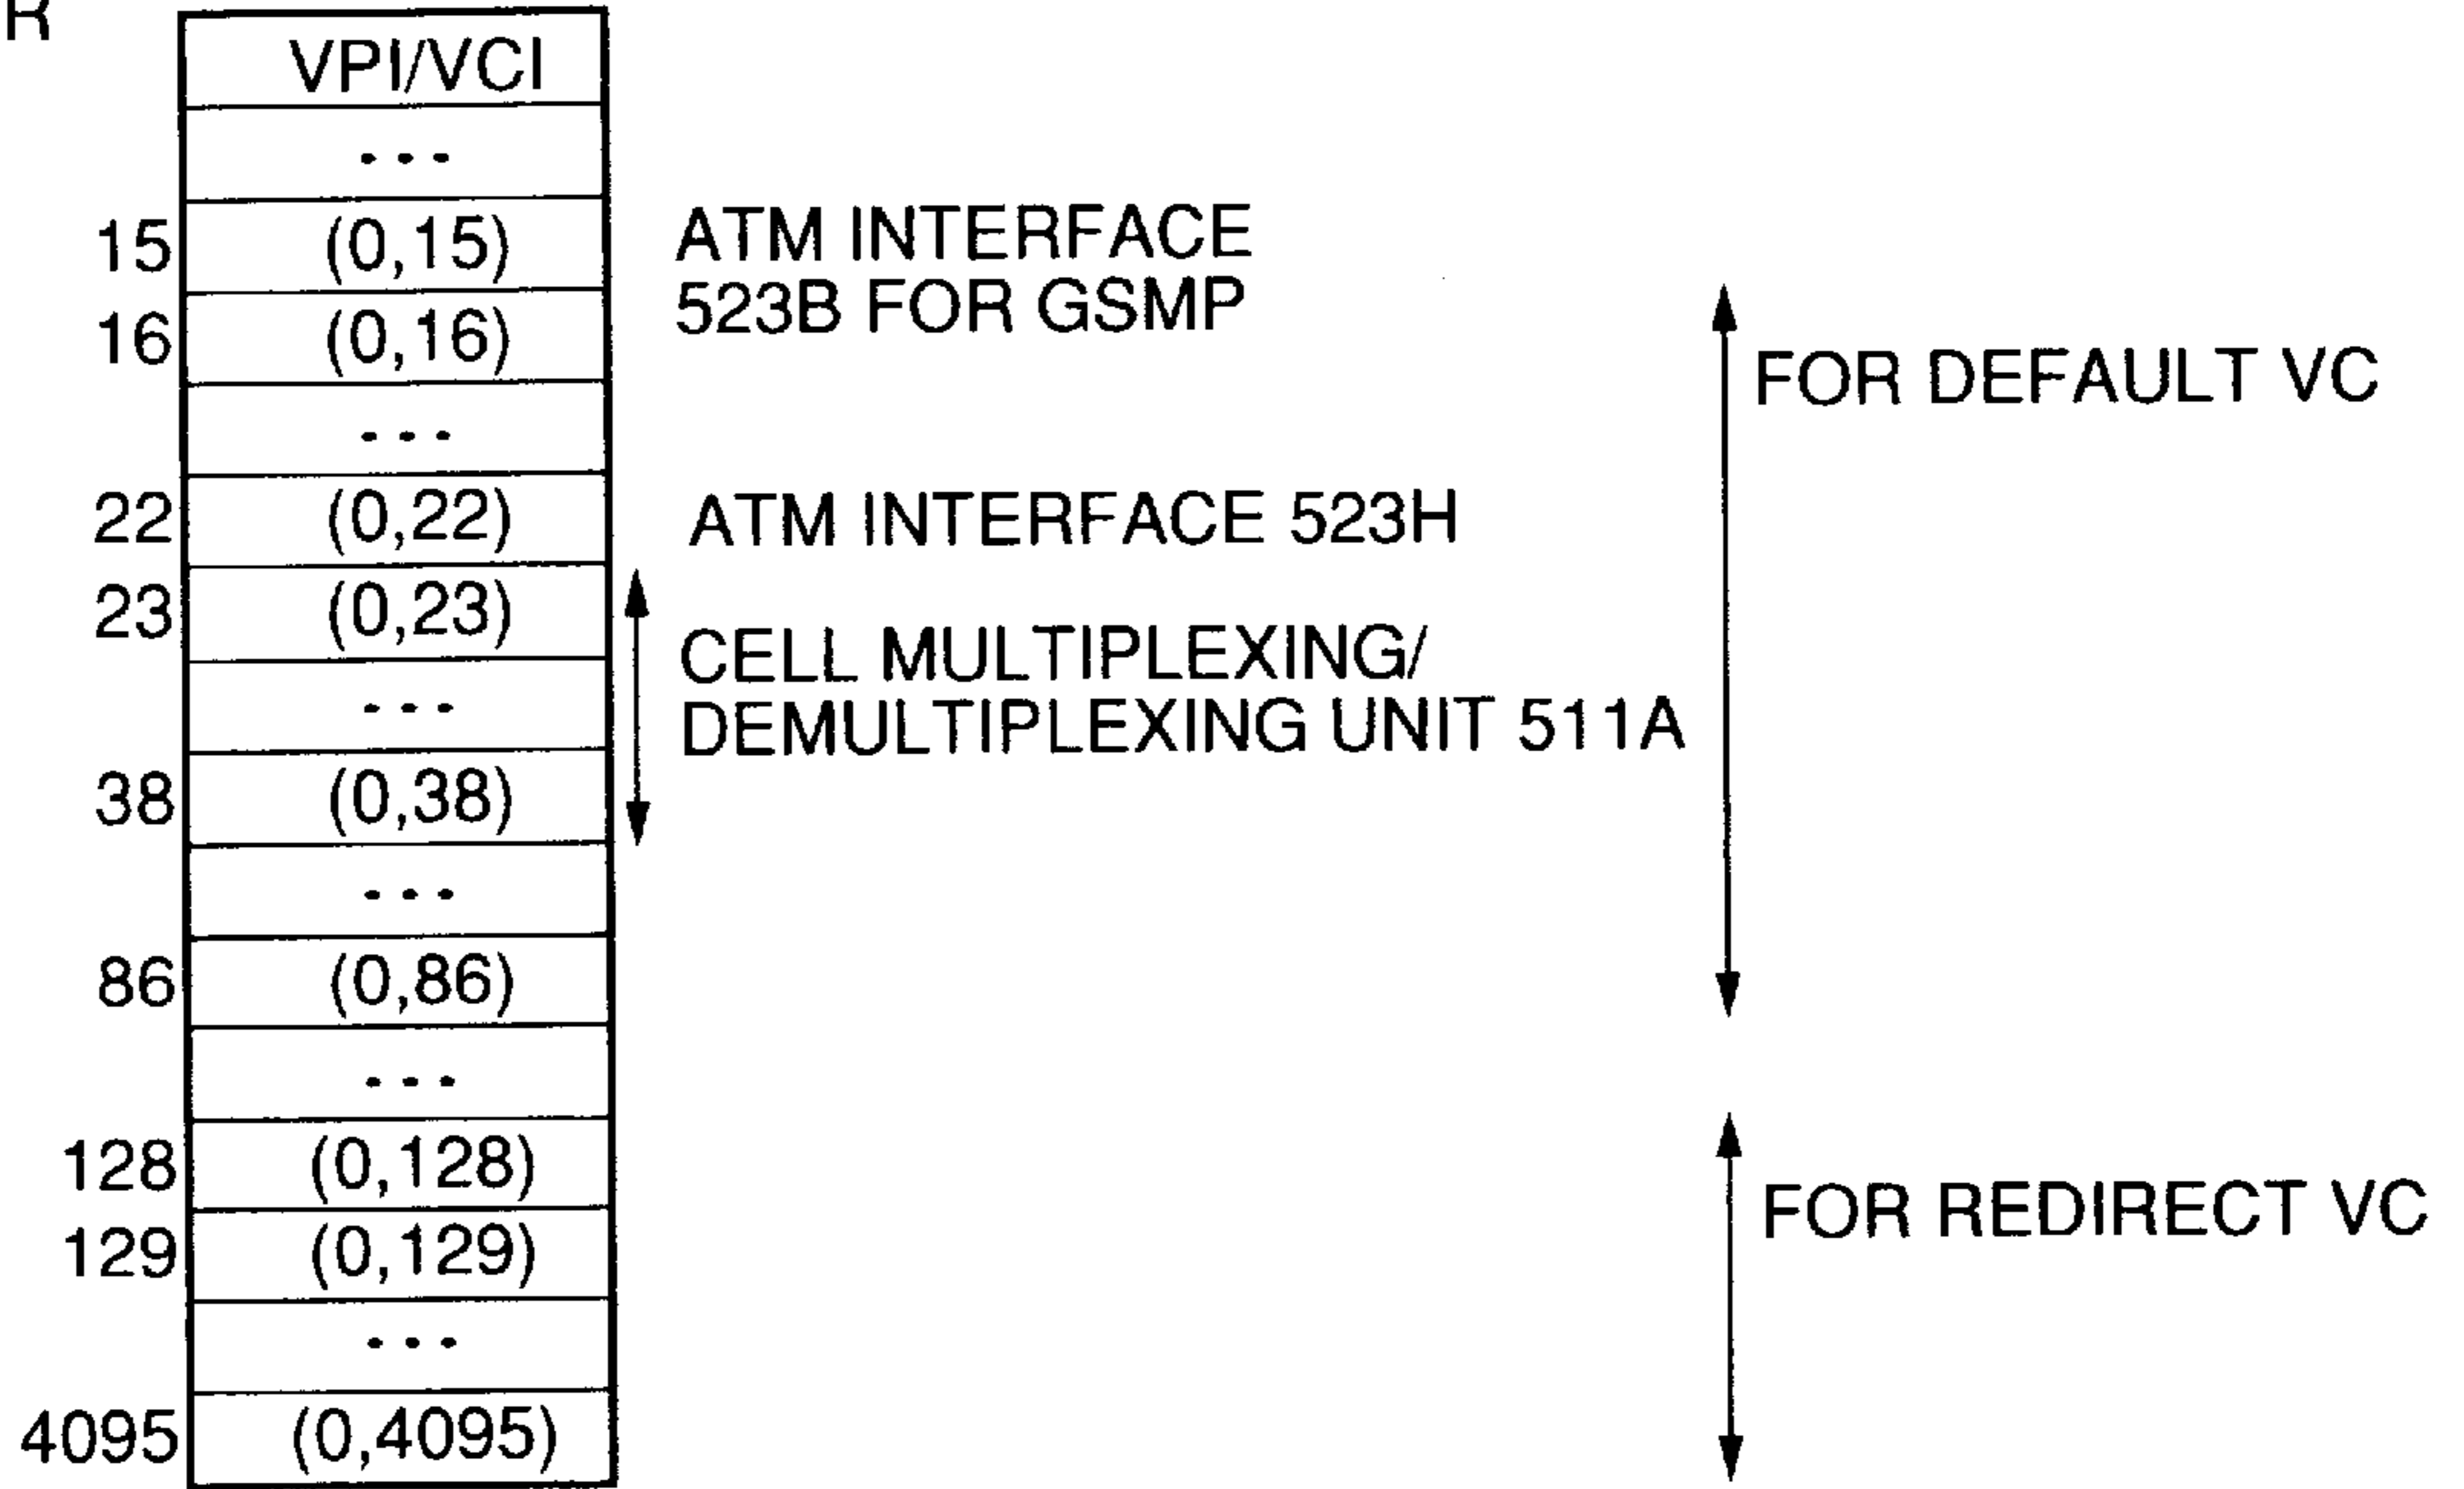 R
VPI/VCI
...
15 (0,15) ATM INTERFACE
523B FOR GSMP
16 (0,16)
FOR DEFAULT VC
...
22 (0,22) ATM INTERFACE 523H
23 (0,23)
CELL MULTIPLEXING/
DEMULTIPLEXING UNIT 511A
...
38 (0,38)
...
86 (0,86)
...
128 (0,128)
FOR REDIRECT VC
129 (0,129)
...
4095 (0,4095)